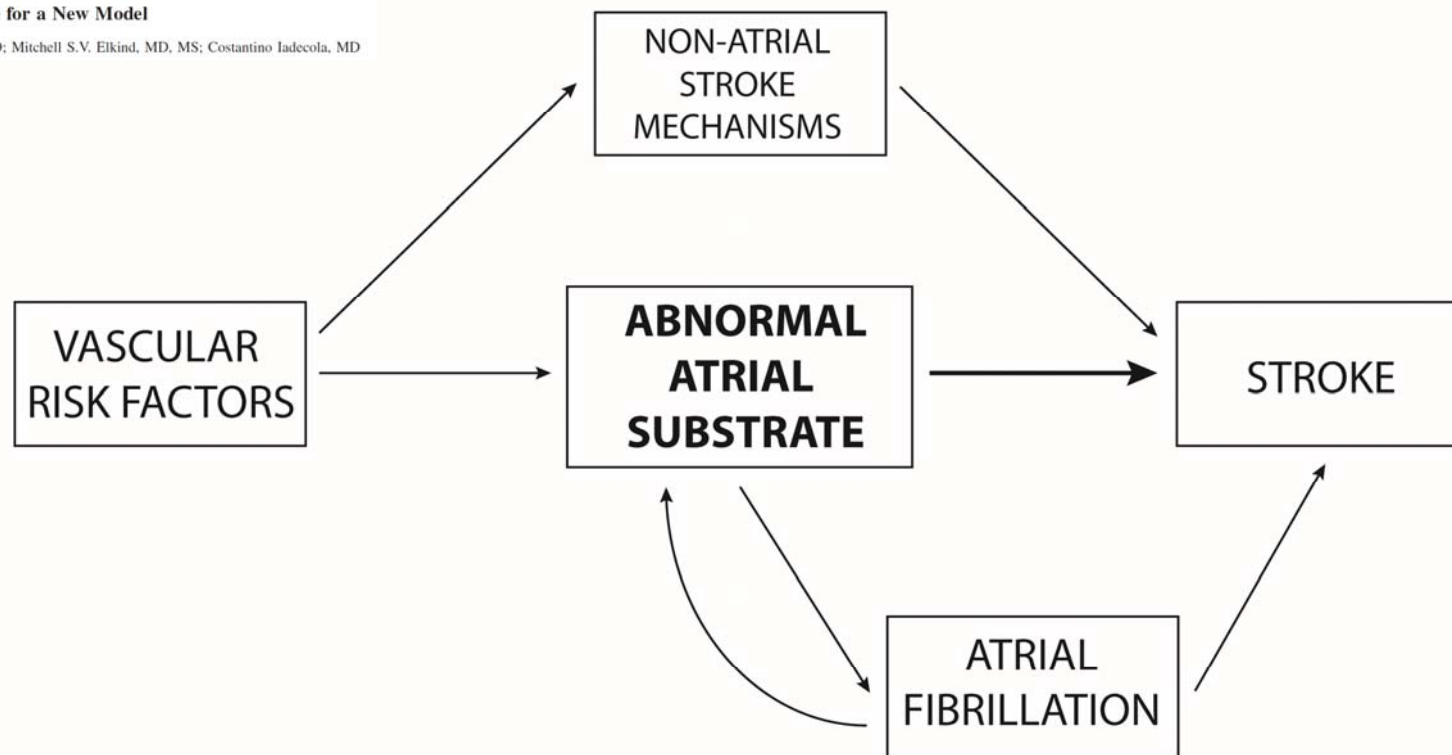 for a New Model
; Mitchell S.V. Elkind, MD, MS; Costantino Iadecola, MD
NON-ATRIAL
STROKE
MECHANISMS
VASCULAR
RISK FACTORS
ABNORMAL
ATRIAL
SUBSTRATE
STROKE
ATRIAL
FIBRILLATION